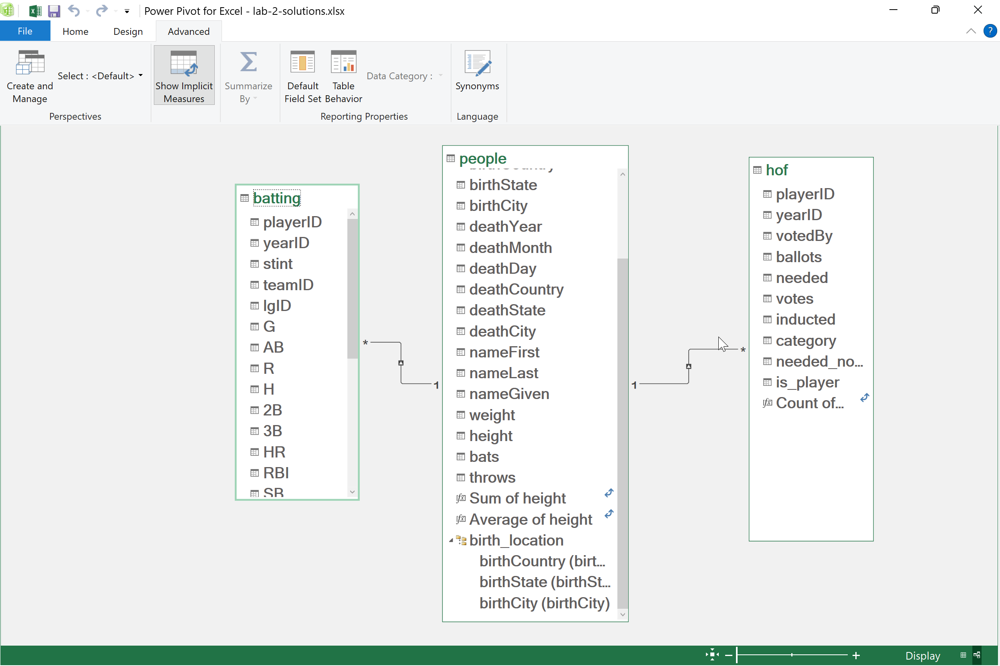 Power Pivot for Excel - lab-2-solutions.xlsx
File Home Design Advanced
?
Create and Manage
Select : <Default>
Perspectives
Show Implicit Measures
Summarize By
Default Field Set
Table Behavior
Data Category :
Reporting Properties
Synonyms
Language
batting
playerID
yearID
stint
teamID
lgID
G
AB
R
H
2B
3B
HR
RBI
SB
* 1
people
birthCountry
birthState
birthCity
deathYear
deathMonth
deathDay
deathCountry
deathState
deathCity
nameFirst
nameLast
nameGiven
weight
height
bats
throws
fx Sum of height
fx Average of height
birth_location
birthCountry (birt...
birthState (birthSt...
birthCity (birthCity)
1 *
hof
playerID
yearID
votedBy
ballots
needed
votes
inducted
category
needed_no...
is_player
fx Count of...
Display